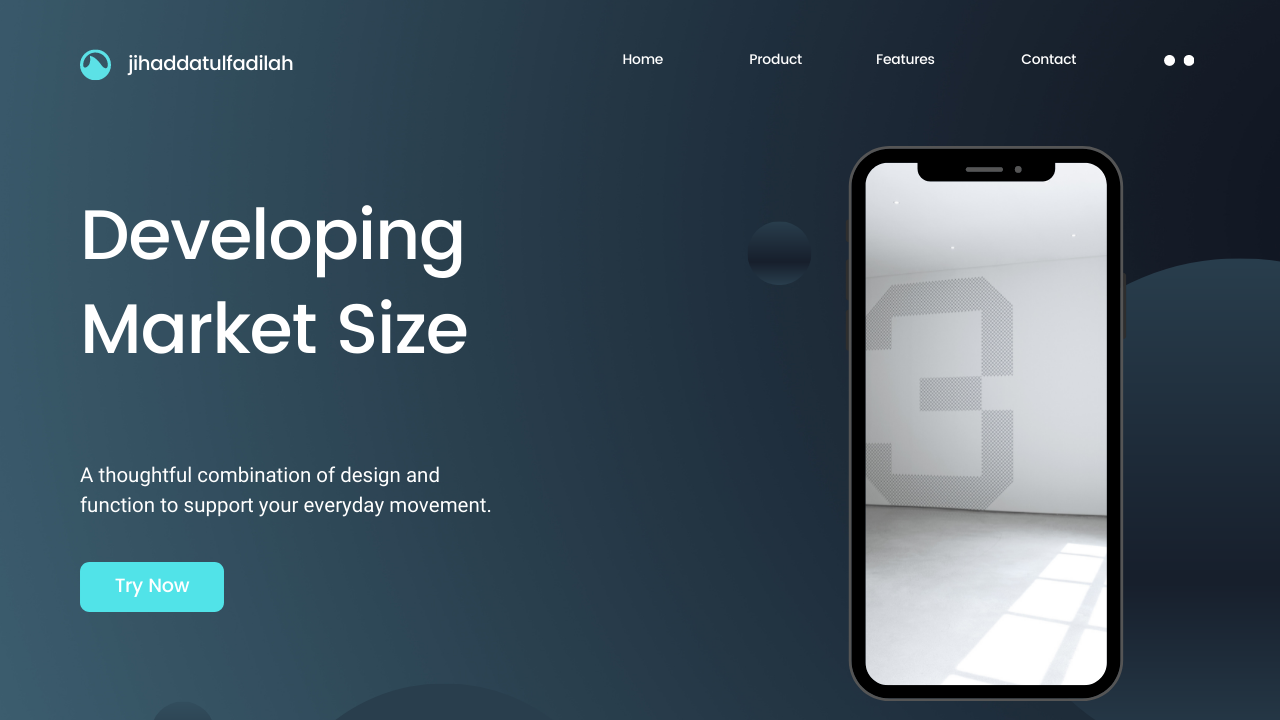 jihaddatulfadilah
Home
Product
Features
Contact
Developing
Market Size
A thoughtful combination of design and
function to support your everyday movement.
Try Now
3